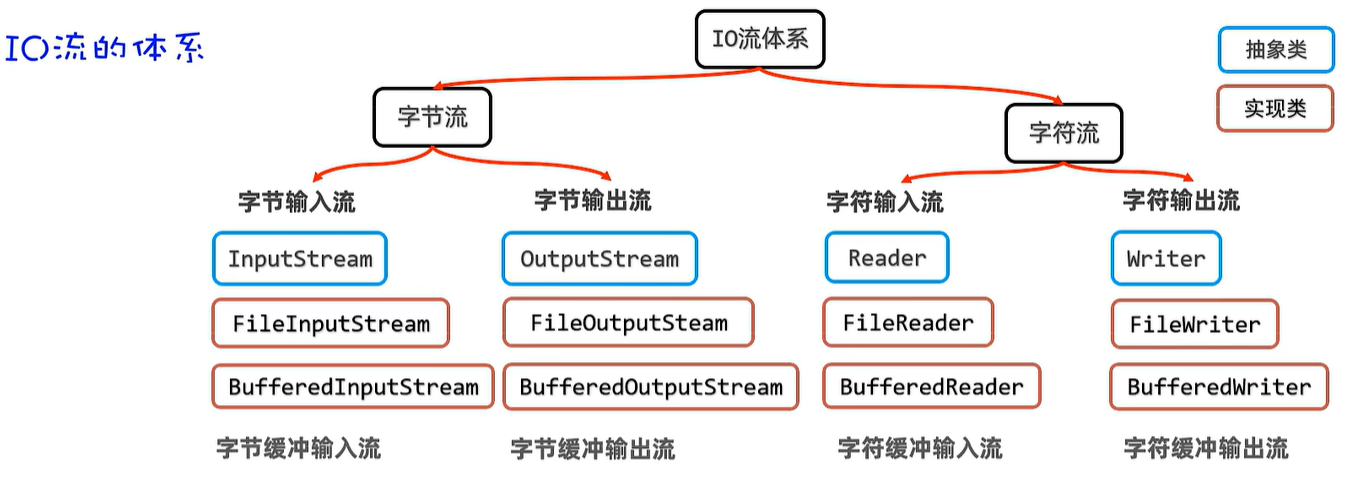 IO流的体系
IO流体系
抽象类
实现类
字节流
字符流
字节输入流
字节输出流
字符输入流
字符输出流
InputStream
OutputStream
Reader
Writer
FileInputStream
FileOutputSteam
FileReader
FileWriter
BufferedInputStream
BufferedOutputStream
BufferedReader
BufferedWriter
字节缓冲输入流
字节缓冲输出流
字符缓冲输入流
字符缓冲输出流